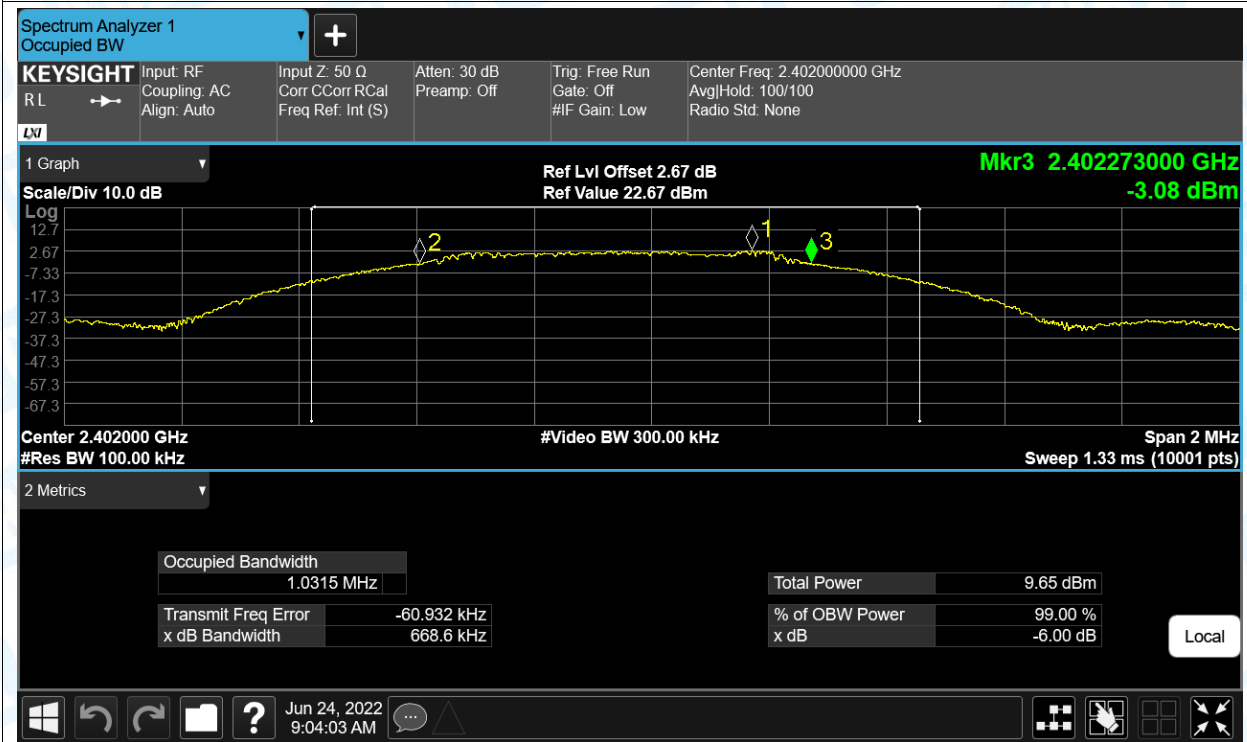 Spectrum Analyzer 1
Occupied BW
KEYSIGHT
R L
LXI
Input: RF
Coupling: AC
Align: Auto
Input Z: 50 Ω
Corr CCorr RCal
Freq Ref: Int (S)
Atten: 30 dB
Preamp: Off
Trig: Free Run
Gate: Off
#IF Gain: Low
Center Freq: 2.402000000 GHz
Avg|Hold: 100/100
Radio Std: None
1 Graph
Scale/Div 10.0 dB
Ref Lvl Offset 2.67 dB
Ref Value 22.67 dBm
Mkr3 2.402273000 GHz
-3.08 dBm
Log
12.7
2.67
-7.33
-17.3
-27.3
-37.3
-47.3
-57.3
-67.3
2
1
3
Center 2.402000 GHz
#Res BW 100.00 kHz
#Video BW 300.00 kHz
Span 2 MHz
Sweep 1.33 ms (10001 pts)
2 Metrics
Occupied Bandwidth
1.0315 MHz
Transmit Freq Error -60.932 kHz
x dB Bandwidth 668.6 kHz
Total Power 9.65 dBm
% of OBW Power 99.00 %
x dB -6.00 dB
Local
?
Jun 24, 2022
9:04:03 AM